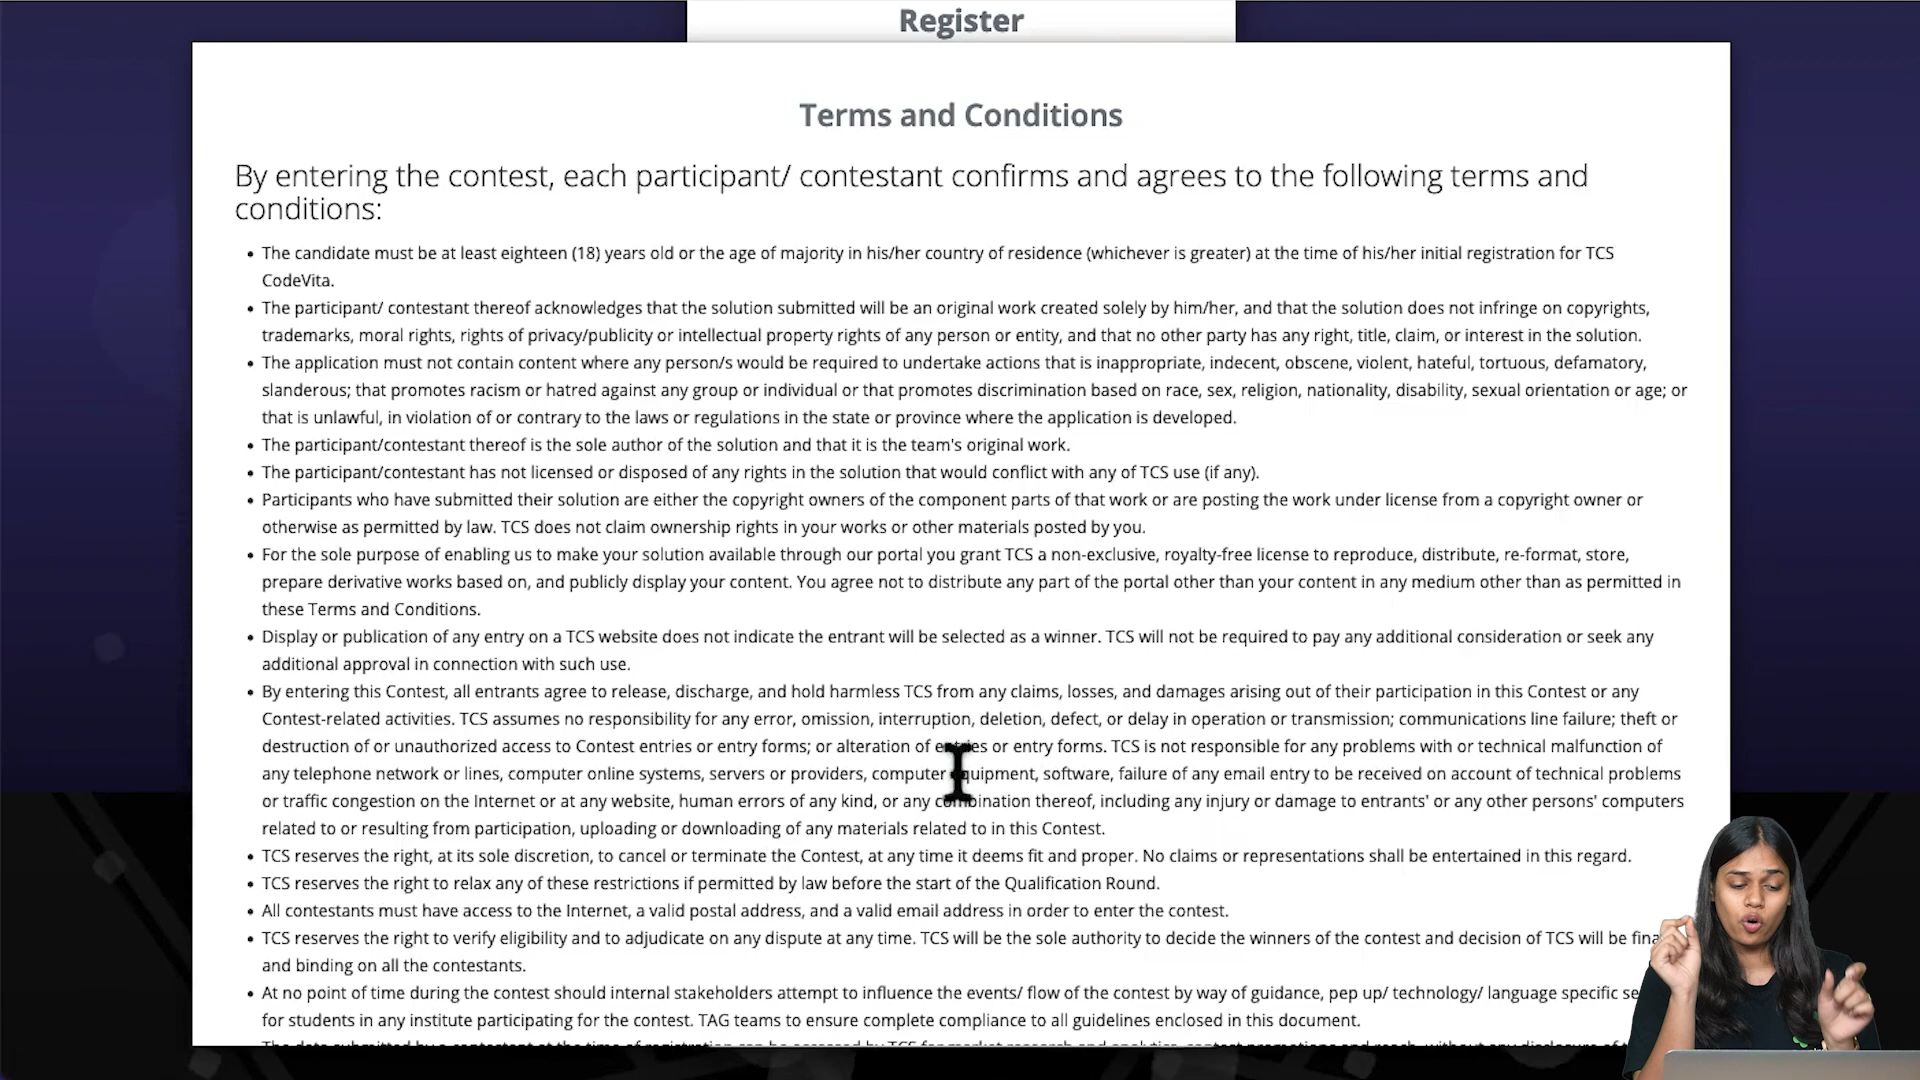 Register
Terms and Conditions
By entering the contest, each participant/ contestant confirms and agrees to the following terms and
conditions:
The candidate must be at least eighteen (18) years old or the age of majority in his/her country of residence (whichever is greater) at the time of his/her initial registration for TCS
CodeVita.
The participant/ contestant thereof acknowledges that the solution submitted will be an original work created solely by him/her, and that the solution does not infringe on copyrights,
trademarks, moral rights, rights of privacy/publicity or intellectual property rights of any person or entity, and that no other party has any right, title, claim, or interest in the solution.
The application must not contain content where any person/s would be required to undertake actions that is inappropriate, indecent, obscene, violent, hateful, tortuous, defamatory,
slanderous; that promotes racism or hatred against any group or individual or that promotes discrimination based on race, sex, religion, nationality, disability, sexual orientation or age; or
that is unlawful, in violation of or contrary to the laws or regulations in the state or province where the application is developed.
The participant/contestant thereof is the sole author of the solution and that it is the team's original work.
The participant/contestant has not licensed or disposed of any rights in the solution that would conflict with any of TCS use (if any).
Participants who have submitted their solution are either the copyright owners of the component parts of that work or are posting the work under license from a copyright owner or
otherwise as permitted by law. TCS does not claim ownership rights in your works or other materials posted by you.
For the sole purpose of enabling us to make your solution available through our portal you grant TCS a non-exclusive, royalty-free license to reproduce, distribute, re-format, store,
prepare derivative works based on, and publicly display your content. You agree not to distribute any part of the portal other than your content in any medium other than as permitted in
these Terms and Conditions.
Display or publication of any entry on a TCS website does not indicate the entrant will be selected as a winner. TCS will not be required to pay any additional consideration or seek any
additional approval in connection with such use.
By entering this Contest, all entrants agree to release, discharge, and hold harmless TCS from any claims, losses, and damages arising out of their participation in this Contest or any
Contest-related activities. TCS assumes no responsibility for any error, omission, interruption, deletion, defect, or delay in operation or transmission; communications line failure; theft or
destruction of or unauthorized access to Contest entries or entry forms; or alteration of entries or entry forms. TCS is not responsible for any problems with or technical malfunction of
any telephone network or lines, computer online systems, servers or providers, computer equipment, software, failure of any email entry to be received on account of technical problems
or traffic congestion on the Internet or at any website, human errors of any kind, or any combination thereof, including any injury or damage to entrants' or any other persons' computers
related to or resulting from participation, uploading or downloading of any materials related to in this Contest.
TCS reserves the right, at its sole discretion, to cancel or terminate the Contest, at any time it deems fit and proper. No claims or representations shall be entertained in this regard.
TCS reserves the right to relax any of these restrictions if permitted by law before the start of the Qualification Round.
All contestants must have access to the Internet, a valid postal address, and a valid email address in order to enter the contest.
TCS reserves the right to verify eligibility and to adjudicate on any dispute at any time. TCS will be the sole authority to decide the winners of the contest and decision of TCS will be fina
and binding on all the contestants.
At no point of time during the contest should internal stakeholders attempt to influence the events/ flow of the contest by way of guidance, pep up/ technology/ language specific se
for students in any institute participating for the contest. TAG teams to ensure complete compliance to all guidelines enclosed in this document.